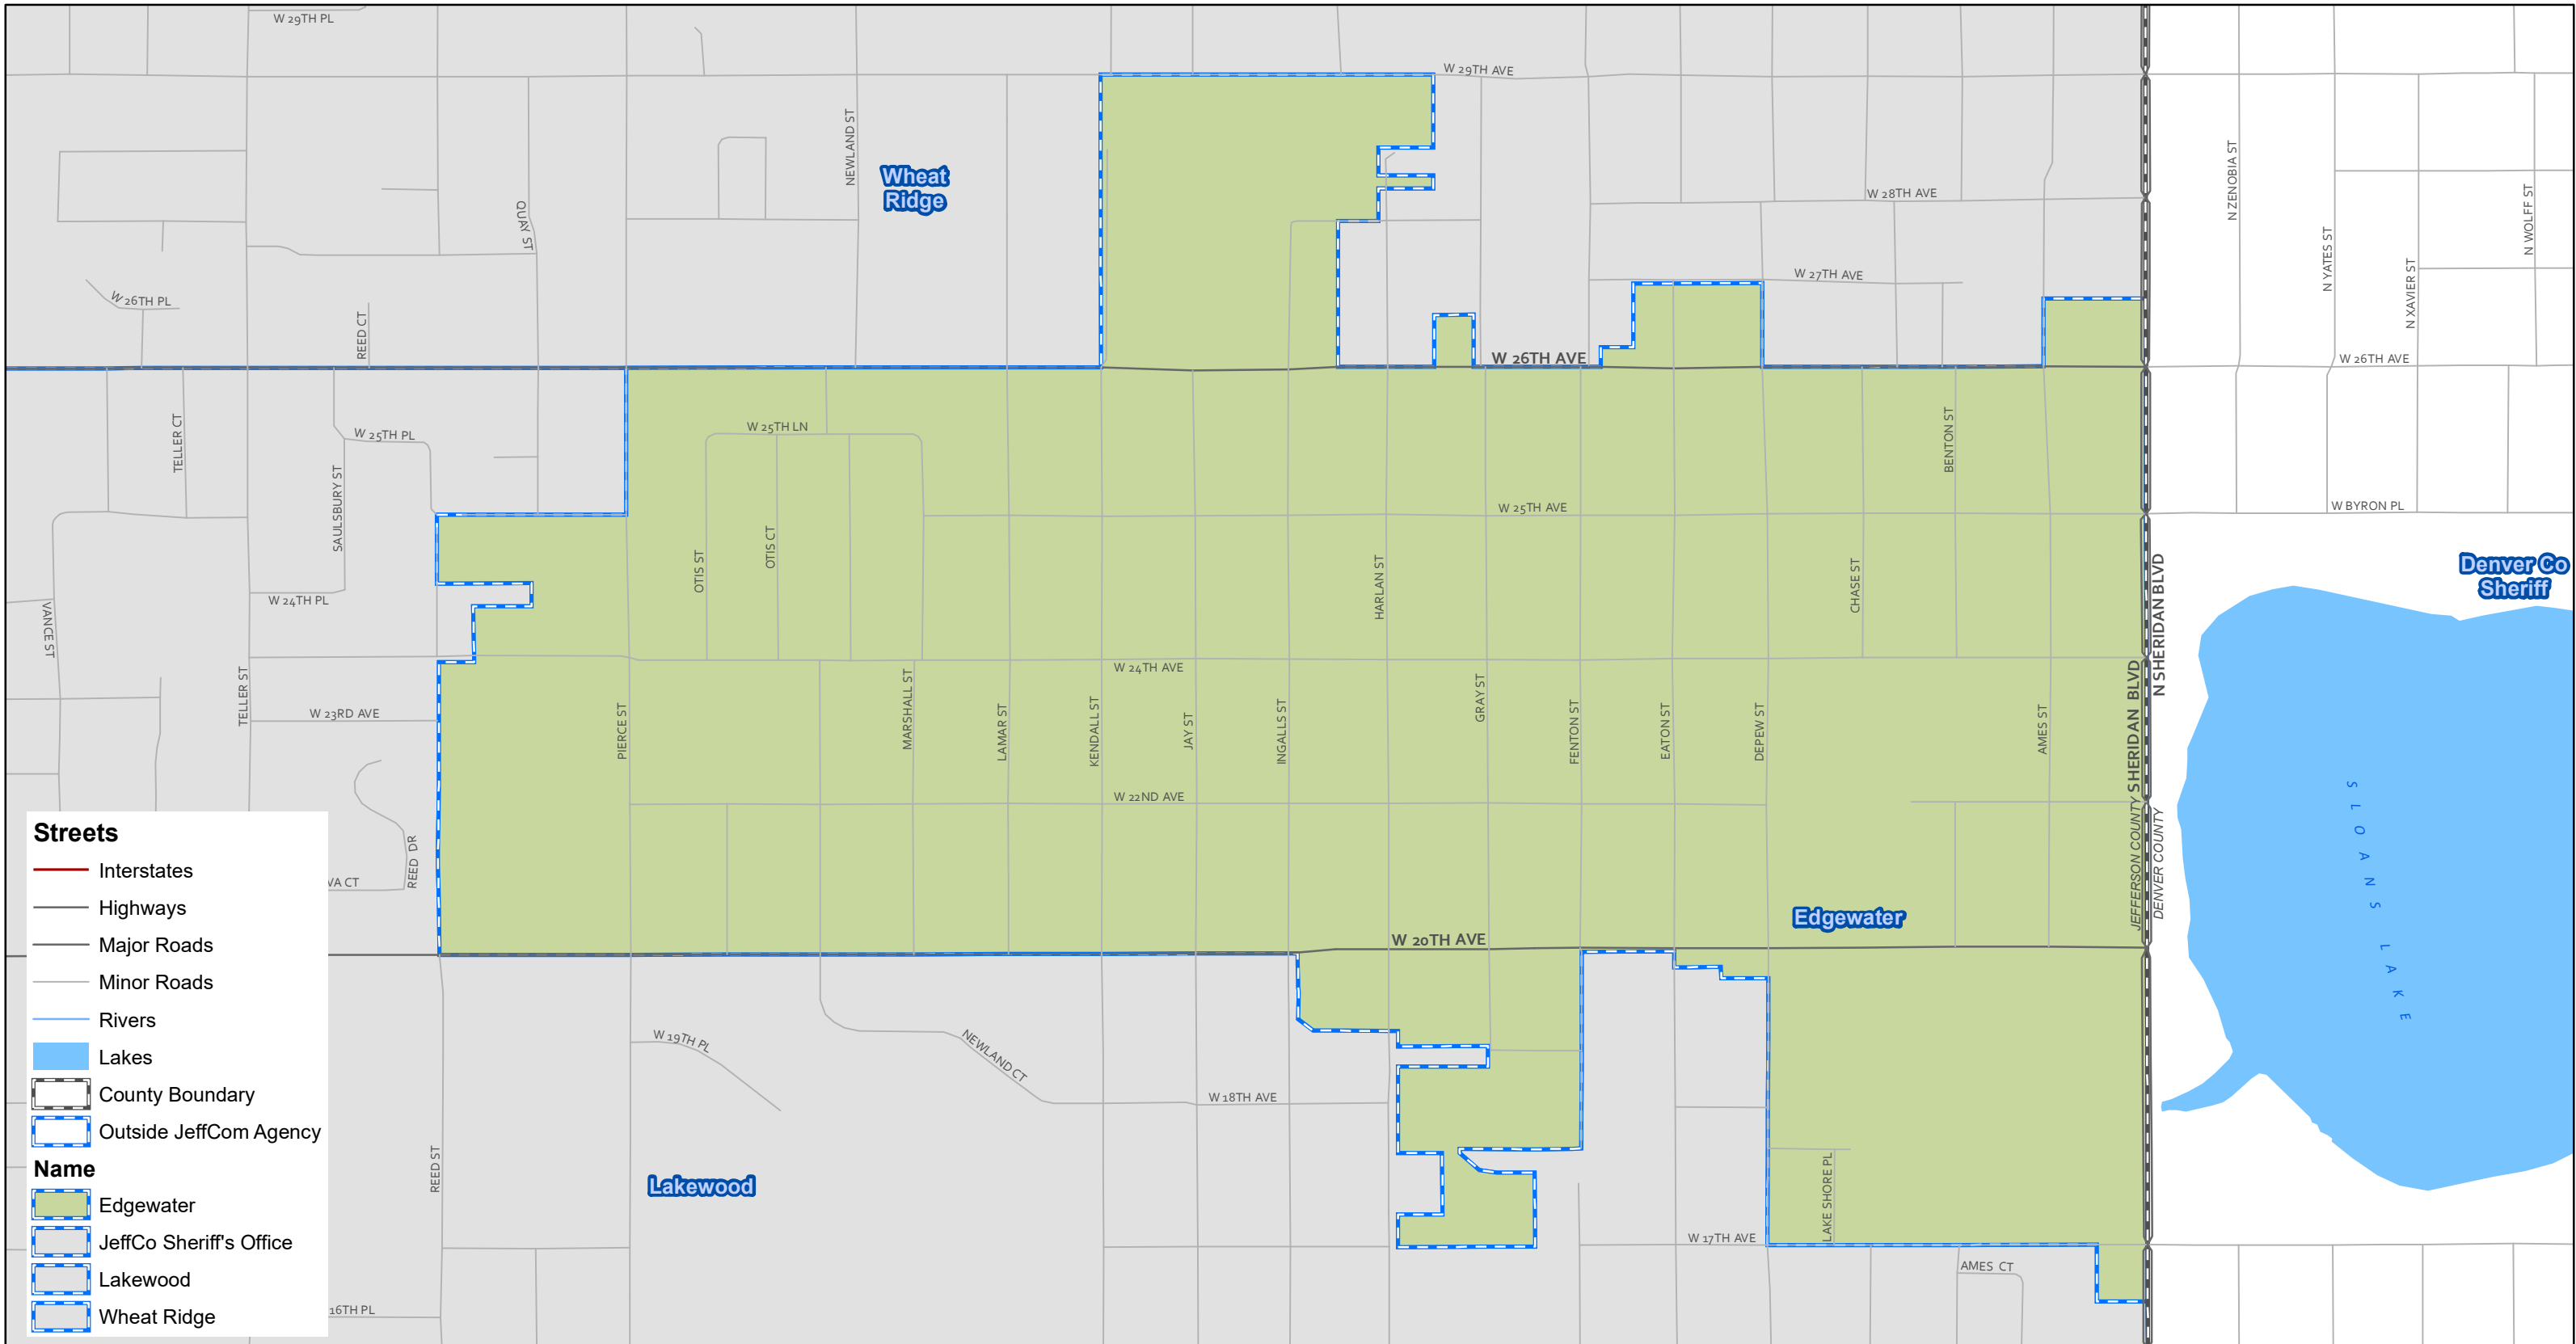 W 29TH PL
W 29TH AVE
NEWLAND ST
Wheat
Ridge
N ZENOBIA ST
W 28TH AVE
N WOLFF ST
QUAY ST
N YATES ST
N XAVIER ST
W 27TH AVE
W 26TH PL
REED CT
W 26TH AVE
W 26TH AVE
TELLER CT
W 25TH PL
W 25TH LN
BENTON ST
SAULSBURY ST
W 25TH AVE
W BYRON PL
OTIS ST
OTIS CT
HARLAN ST
CHASE ST
N SHERIDAN BLVD
Denver Co
Sheriff
W 24TH PL
VANCE ST
W 24TH AVE
TELLER ST
W 23RD AVE
PIERCE ST
MARSHALL ST
LAMAR ST
KENDALL ST
JAY ST
INGALLS ST
GRAY ST
FENTON ST
EATON ST
DEPEW ST
AMES ST
SHERIDAN BLVD
JEFFERSON COUNTY
DENVER COUNTY
SLOANS LAKE
W 22ND AVE
REED DR
VA CT
Edgewater
W 20TH AVE
W 19TH PL
NEWLAND CT
W 18TH AVE
REED ST
Lakewood
LAKE SHORE PL
W 17TH AVE
AMES CT
16TH PL
Streets
Interstates
Highways
Major Roads
Minor Roads
Rivers
Lakes
County Boundary
Outside JeffCom Agency
Name
Edgewater
JeffCo Sheriff's Office
Lakewood
Wheat Ridge